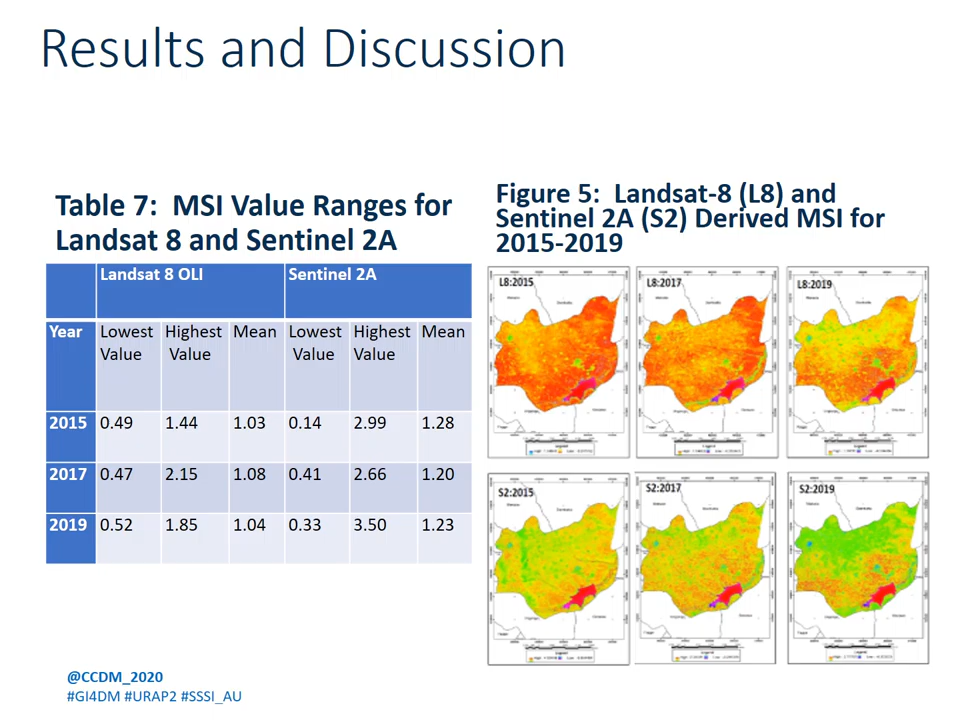 Results and Discussion
Table 7:  MSI Value Ranges for
Landsat 8 and Sentinel 2A
Landsat 8 OLI Sentinel 2A
Year Lowest Value Highest Value Mean Lowest Value Highest Value Mean
2015 0.49 1.44 1.03 0.14 2.99 1.28
2017 0.47 2.15 1.08 0.41 2.66 1.20
2019 0.52 1.85 1.04 0.33 3.50 1.23
Figure 5:  Landsat-8 (L8) and
Sentinel 2A (S2) Derived MSI for
2015-2019
L8:2015 L8:2017 L8:2019
S2:2015 S2:2017 S2:2019
@CCDM_2020
#GI4DM #URAP2 #SSSI_AU